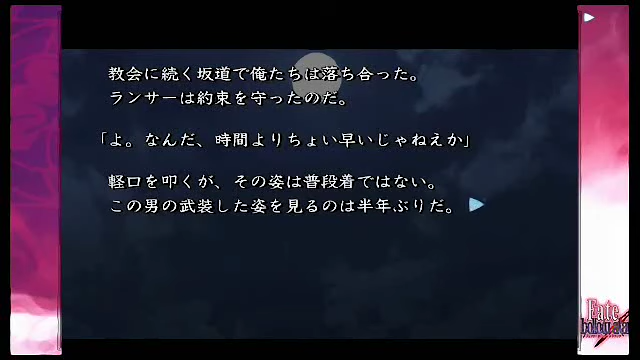 教会に続く坂道で俺たちは落ち合った。
ランサーは約束を守ったのだ。
「よ。なんだ、時間よりちょい早いじゃねえか」
軽口を叩くが、その姿は普段着ではない。
この男の武装した姿を見るのは半年ぶりだ。
Fate